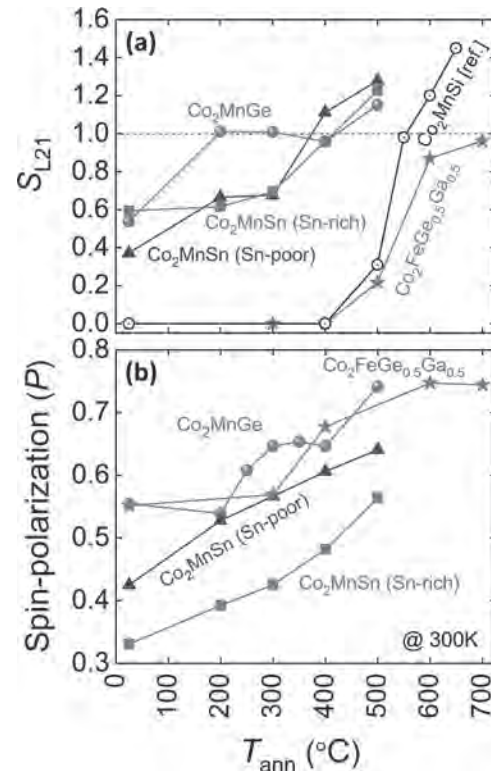 1.6
(a)
1.4
1.2
Co2MnGe
1.0
0.8
0.6
Co2MnSn (Sn-rich)
0.4
Co2MnSn (Sn-poor)
0.2
0.0
SL21
Co2MnSi [ref.]
Co2FeGe0.5Ga0.5
0.8
(b)
Co2FeGe0.5Ga0.5
0.7
Co2MnGe
0.6
Co2MnSn (Sn-poor)
0.5
Co2MnSn (Sn-rich)
0.4
@ 300K
0.3
Spin-polarization (P)
0 100 200 300 400 500 600 700
Tann (°C)